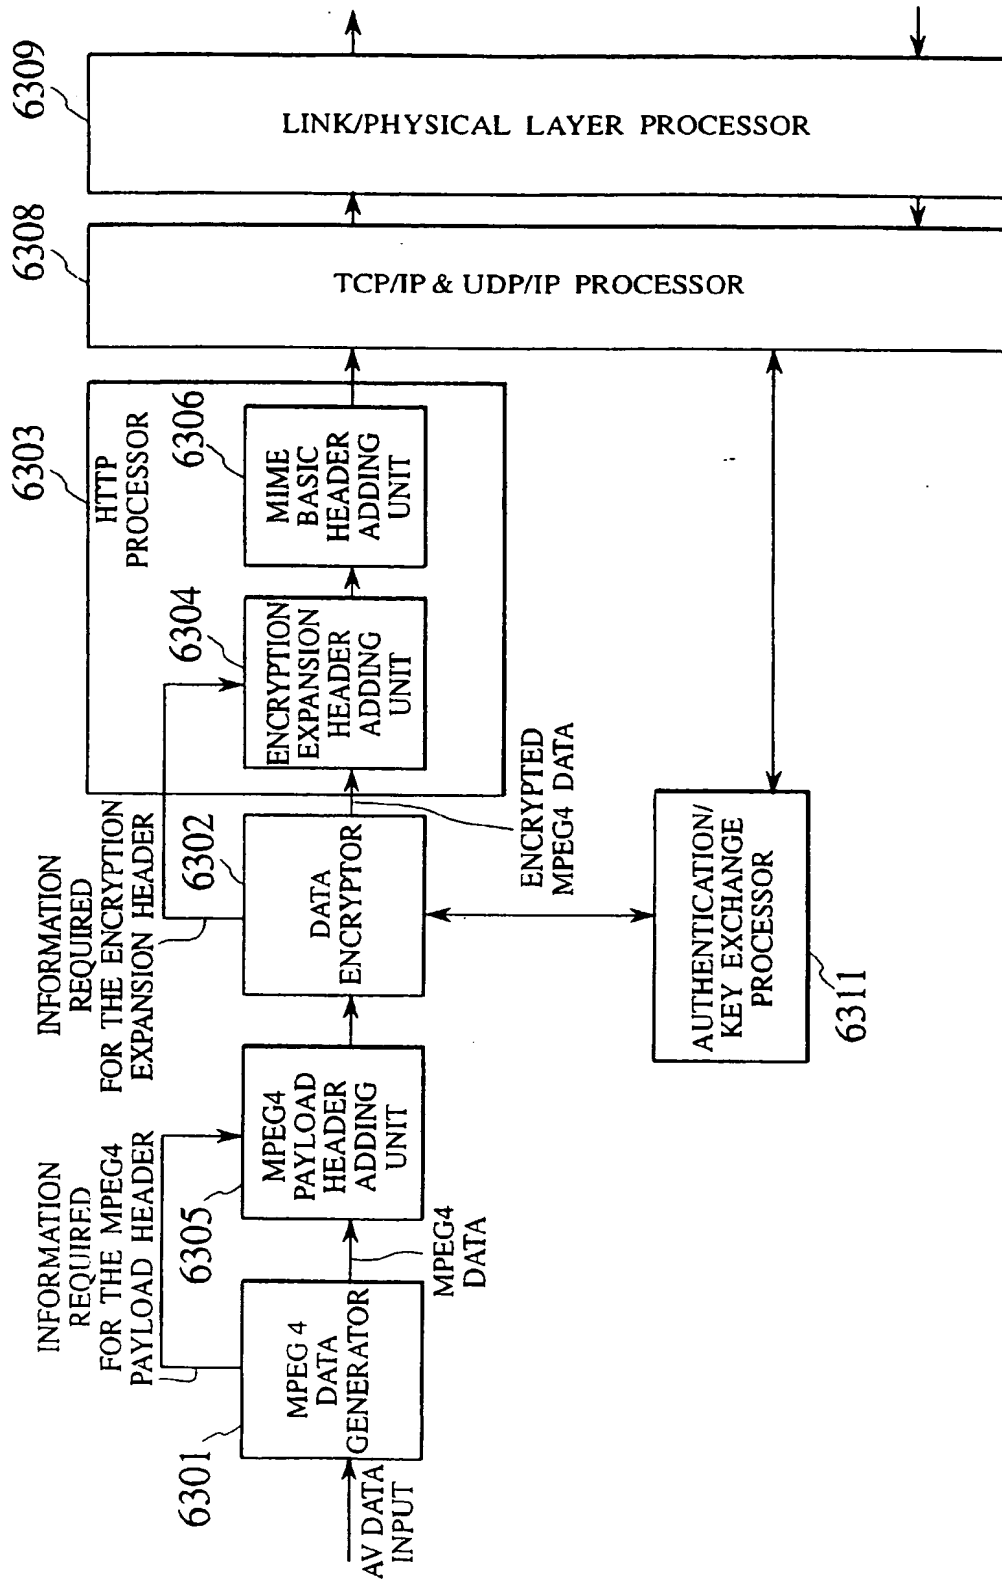 INFORMATION
REQUIRED
FOR THE MPEG4
PAYLOAD HEADER
INFORMATION
REQUIRED
FOR THE ENCRYPTION
EXPANSION HEADER
6301
6305
6302
6303
6304
6306
6308
6309
AV DATA
INPUT
MPEG 4
DATA
GENERATOR
MPEG4
DATA
MPEG4
PAYLOAD
HEADER
ADDING
UNIT
DATA
ENCRYPTOR
ENCRYPTED
MPEG4 DATA
HTTP
PROCESSOR
ENCRYPTION
EXPANSION
HEADER
ADDING
UNIT
MIME
BASIC
HEADER
ADDING
UNIT
TCP/IP & UDP/IP PROCESSOR
LINK/PHYSICAL LAYER PROCESSOR
AUTHENTICATION/
KEY EXCHANGE
PROCESSOR
6311